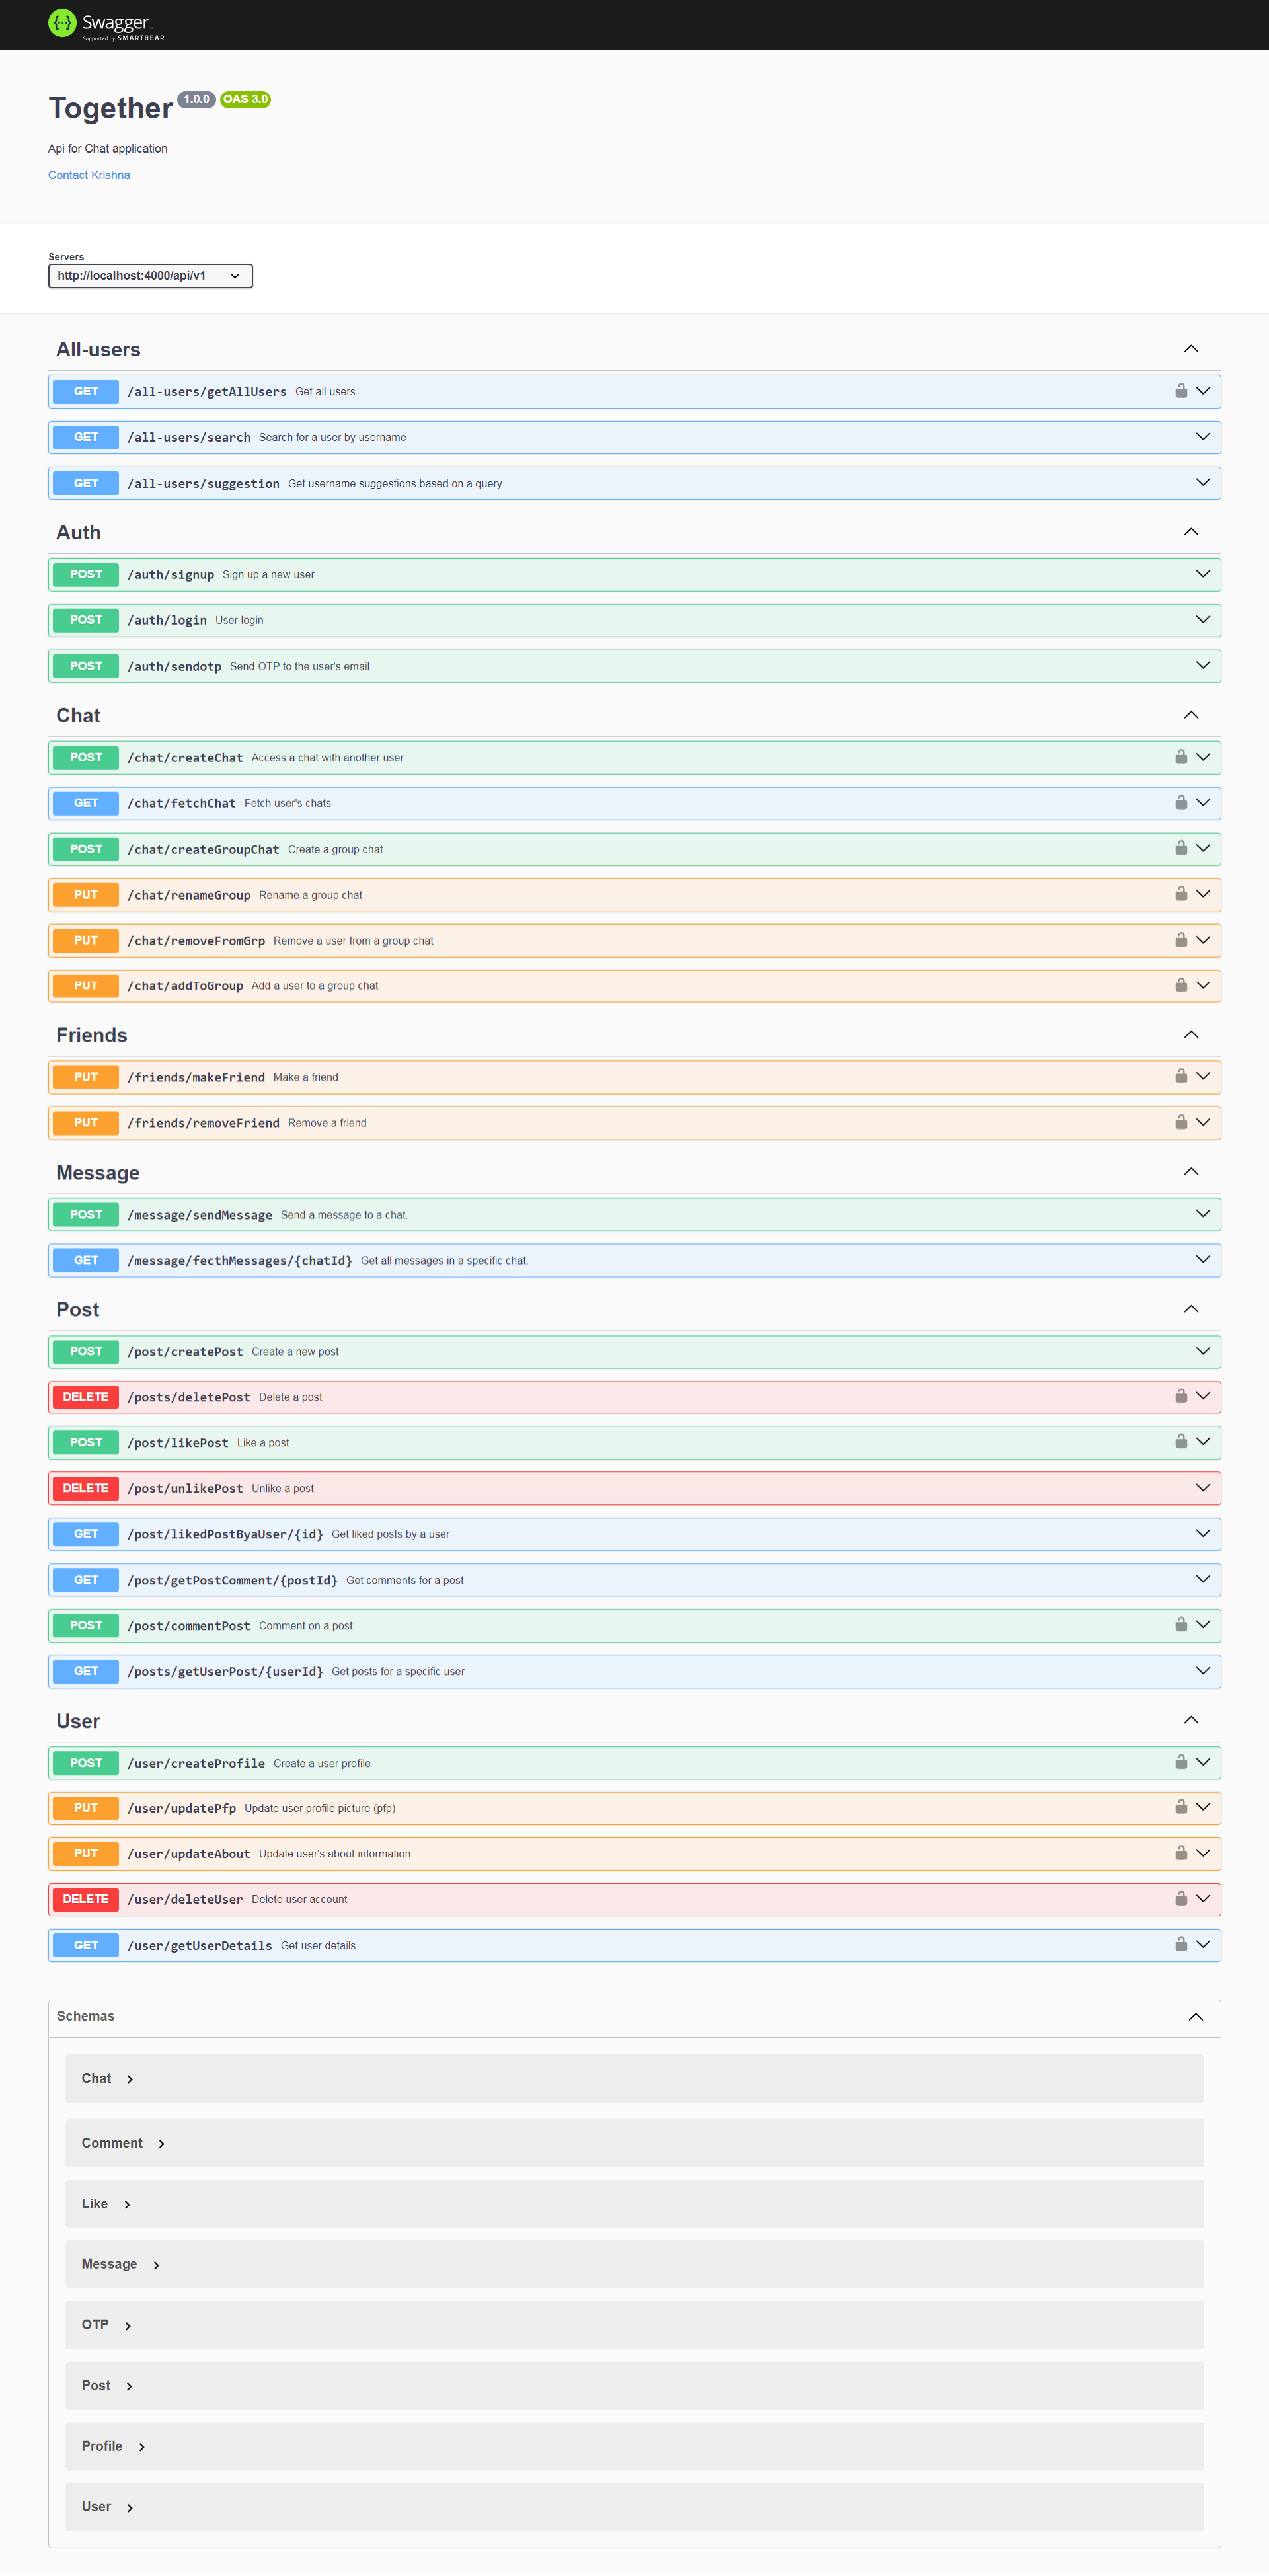 Swagger
Supported by SMARTBEAR
Together 1.0.0 OAS 3.0
Api for Chat application
Contact Krishna
Servers
http://localhost:4000/api/v1
All-users
GET /all-users/getAllUsers Get all users
GET /all-users/search Search for a user by username
GET /all-users/suggestion Get username suggestions based on a query.
Auth
POST /auth/signup Sign up a new user
POST /auth/login User login
POST /auth/sendotp Send OTP to the user's email
Chat
POST /chat/createChat Access a chat with another user
GET /chat/fetchChat Fetch user's chats
POST /chat/createGroupChat Create a group chat
PUT /chat/renameGroup Rename a group chat
PUT /chat/removeFromGrp Remove a user from a group chat
PUT /chat/addToGroup Add a user to a group chat
Friends
PUT /friends/makeFriend Make a friend
PUT /friends/removeFriend Remove a friend
Message
POST /message/sendMessage Send a message to a chat.
GET /message/fecthMessages/{chatId} Get all messages in a specific chat.
Post
POST /post/createPost Create a new post
DELETE /posts/deletePost Delete a post
POST /post/likePost Like a post
DELETE /post/unlikePost Unlike a post
GET /post/likedPostByaUser/{id} Get liked posts by a user
GET /post/getPostComment/{postId} Get comments for a post
POST /post/commentPost Comment on a post
GET /posts/getUserPost/{userId} Get posts for a specific user
User
POST /user/createProfile Create a user profile
PUT /user/updatePfp Update user profile picture (pfp)
PUT /user/updateAbout Update user's about information
DELETE /user/deleteUser Delete user account
GET /user/getUserDetails Get user details
Schemas
Chat
Comment
Like
Message
OTP
Post
Profile
User